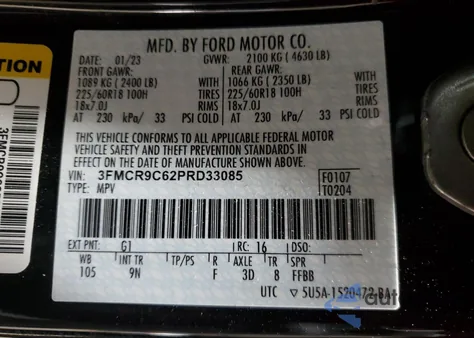 MFD. BY FORD MOTOR CO.
DATE: 01/23 GVWR: 2100 KG ( 4630 LB)
FRONT GAWR: REAR GAWR:
1089 KG ( 2400 LB) WITH 1066 KG ( 2350 LB) WITH
225/60R18 100H TIRES 225/60R18 100H TIRES
18x7.0J RIMS 18x7.0J RIMS
AT 230 kPa/ 33 PSI COLD AT 230 kPa/ 33 PSI COLD
THIS VEHICLE CONFORMS TO ALL APPLICABLE FEDERAL MOTOR
VEHICLE SAFETY AND THEFT PREVENTION STANDARDS IN
EFFECT ON THE DATE OF MANUFACTURE SHOWN ABOVE.
VIN: 3FMCR9C62PRD33085 F0107
TYPE: MPV T0204
EXT PNT: G1 RC: 16 DSO:
WB INT TR TP/PS R AXLE TR SPR
105 9N F 3D 8 FFBB
UTC